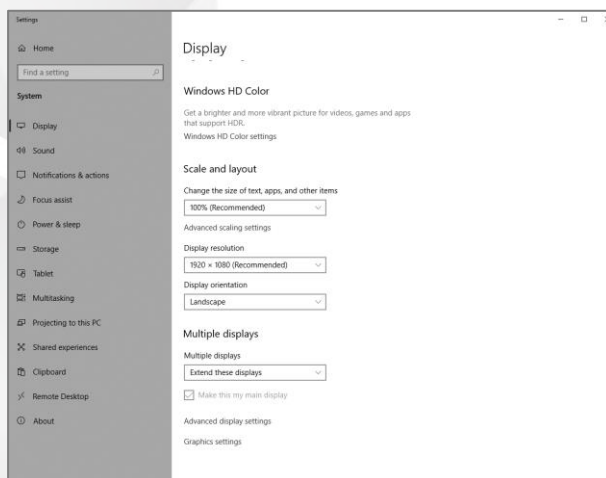 Settings
Home
Find a setting
System
Display
Sound
Notifications & actions
Focus assist
Power & sleep
Storage
Tablet
Multitasking
Projecting to this PC
Shared experiences
Clipboard
Remote Desktop
About
Display
Windows HD Color
Get a brighter and more vibrant picture for videos, games and apps
that support HDR.
Windows HD Color settings
Scale and layout
Change the size of text, apps, and other items
100% (Recommended)
Advanced scaling settings
Display resolution
1920 × 1080 (Recommended)
Display orientation
Landscape
Multiple displays
Multiple displays
Extend these displays
Make this my main display
Advanced display settings
Graphics settings